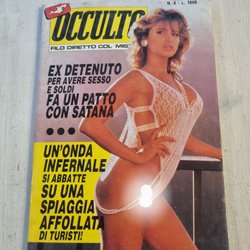 OCCULTO
FILO DIRETTO COL MIS
N. 4 - L. 1500
EX DETENUTO
PER AVERE SESSO
E SOLDI
FA UN PATTO
CON SATANA
•••
UN'ONDA
INFERNALE
SI ABBATTE
SU UNA
SPIAGGIA
AFFOLLATA
DI TURISTI!